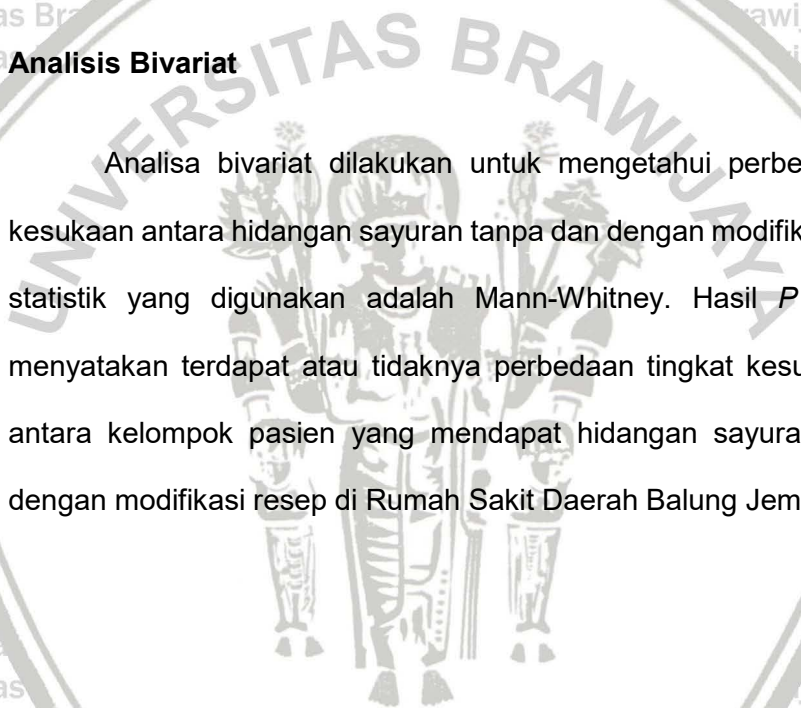 Analisis Bivariat
UNIVERSITAS BRAWIJAYA
Analisa bivariat dilakukan untuk mengetahui perbe
kesukaan antara hidangan sayuran tanpa dan dengan modifik
statistik yang digunakan adalah Mann-Whitney. Hasil P
menyatakan terdapat atau tidaknya perbedaan tingkat kesu
antara kelompok pasien yang mendapat hidangan sayura
dengan modifikasi resep di Rumah Sakit Daerah Balung Jem